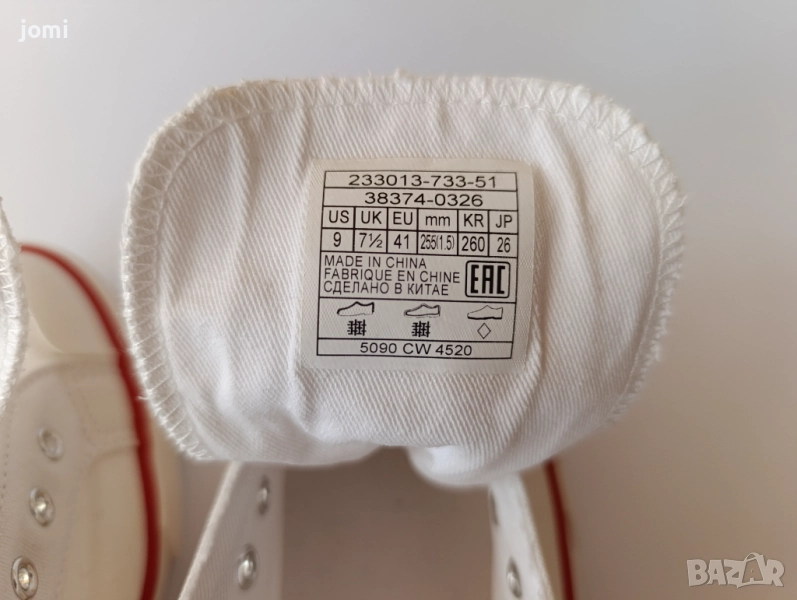 jomi
233013-733-51
38374-0326
US UK EU mm KR JP
9 7½ 41 255(1.5) 260 26
MADE IN CHINA
FABRIQUE EN CHINE
СДЕЛАНО В КИТАЕ
EAC
5090 CW 4520
BAZAR